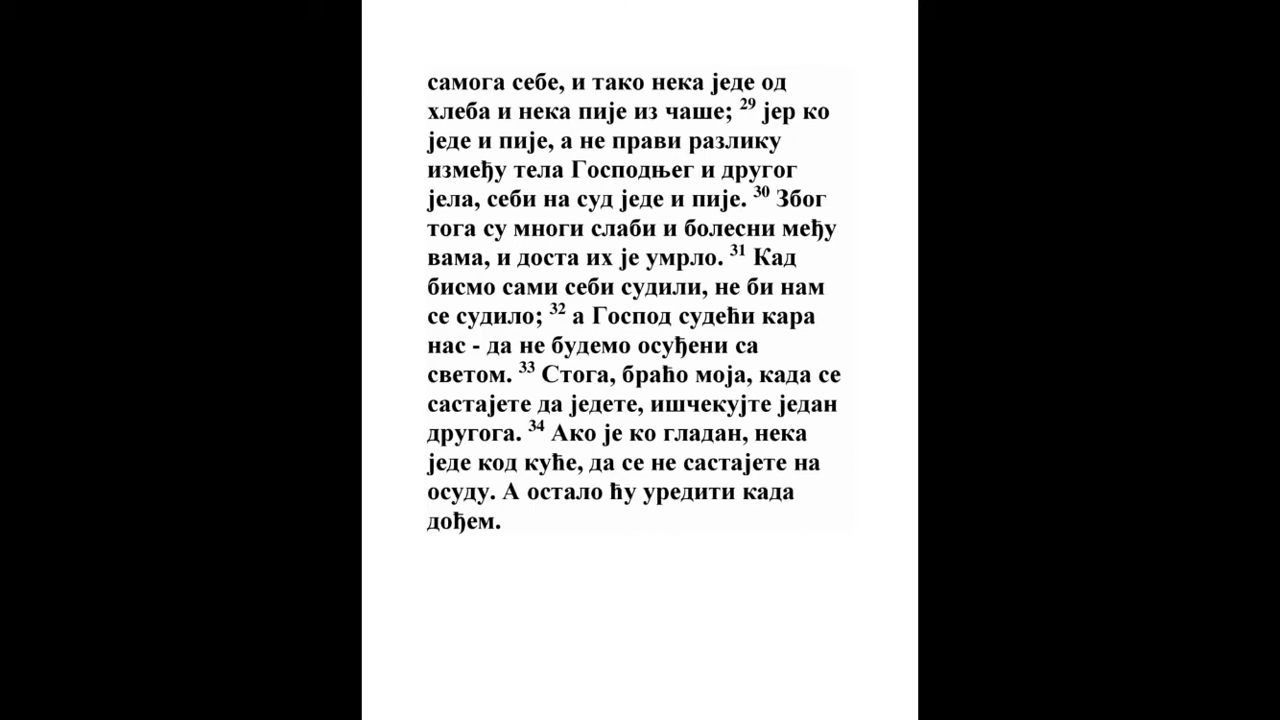 самога себе, и тако нека једе од
хлеба и нека пије из чаше; 29 јер ко
једе и пије, а не прави разлику
између тела Господњег и другог
јела, себи на суд једе и пије. 30 Због
тога су многи слаби и болесни међу
вама, и доста их је умрло. 31 Кад
бисмо сами себи судили, не би нам
се судило; 32 а Господ судећи кара
нас - да не будемо осуђени са
светом. 33 Стога, браћо моја, када се
састајете да једете, ишчекујте један
другога. 34 Ако је ко гладан, нека
једе код куће, да се не састајете на
осуду. А остало ћу уредити када
дођем.